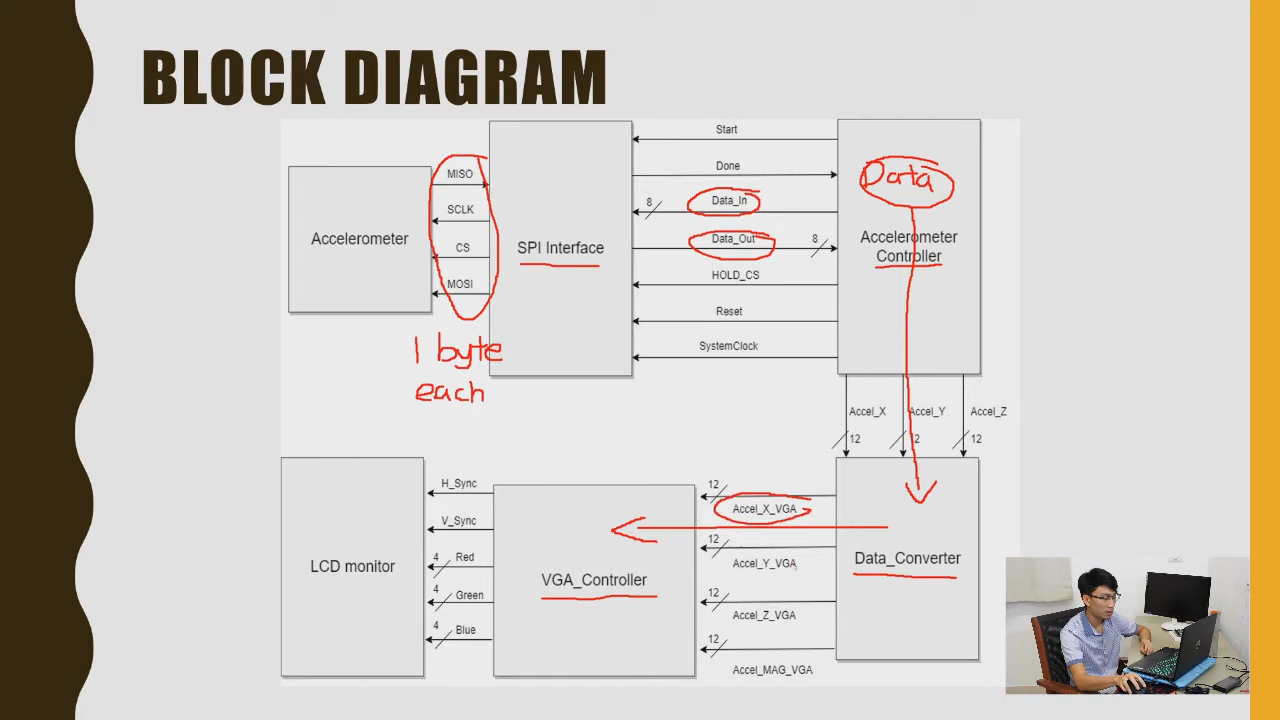 BLOCK DIAGRAM
Accelerometer
MISO
SCLK
CS
MOSI
1 byte
each
SPI Interface
Start
Done
8
Data_In
Data_Out
8
HOLD_CS
Reset
SystemClock
Data
Accelerometer
Controller
Accel_X
Accel_Y
Accel_Z
12
12
12
LCD monitor
H_Sync
V_Sync
4
Red
4
Green
4
Blue
VGA_Controller
12
Accel_X_VGA
12
Accel_Y_VGA
12
Accel_Z_VGA
12
Accel_MAG_VGA
Data_Converter